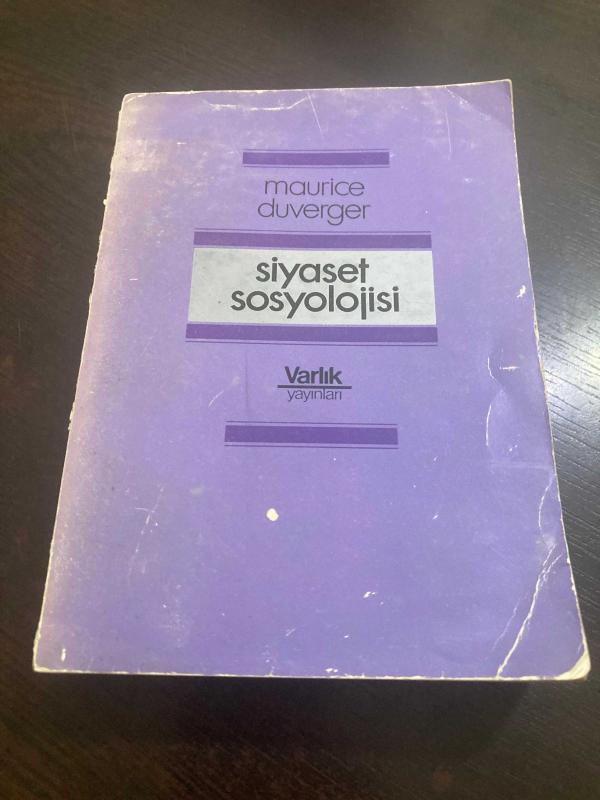 maurice
duverger
siyaset
sosyolojisi
Varlık
yayınları